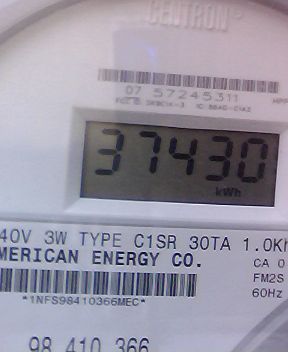 CENTRON
07 57245311
37430
kWh
40V 3W TYPE C1SR 30TA 1.0Kh
MERICAN ENERGY CO.
CA 0
FM2S
*1NFS98410366MEC*
60Hz
98 410 366